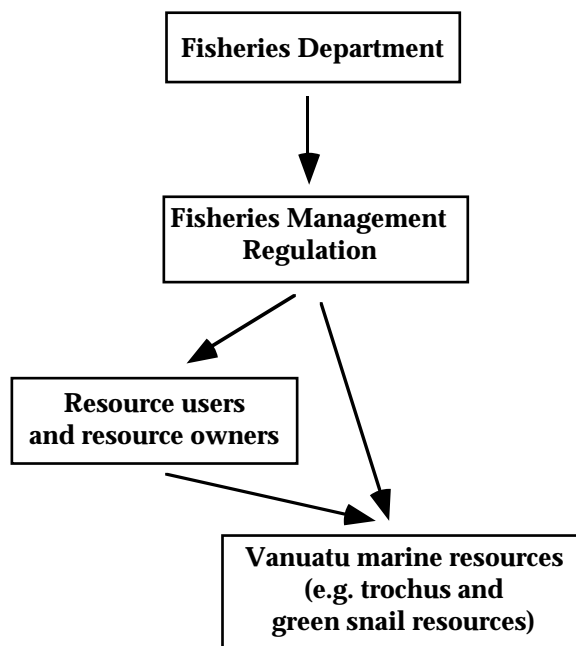 Fisheries Department
Fisheries Management
Regulation
Resource users
and resource owners
Vanuatu marine resources
(e.g. trochus and
green snail resources)